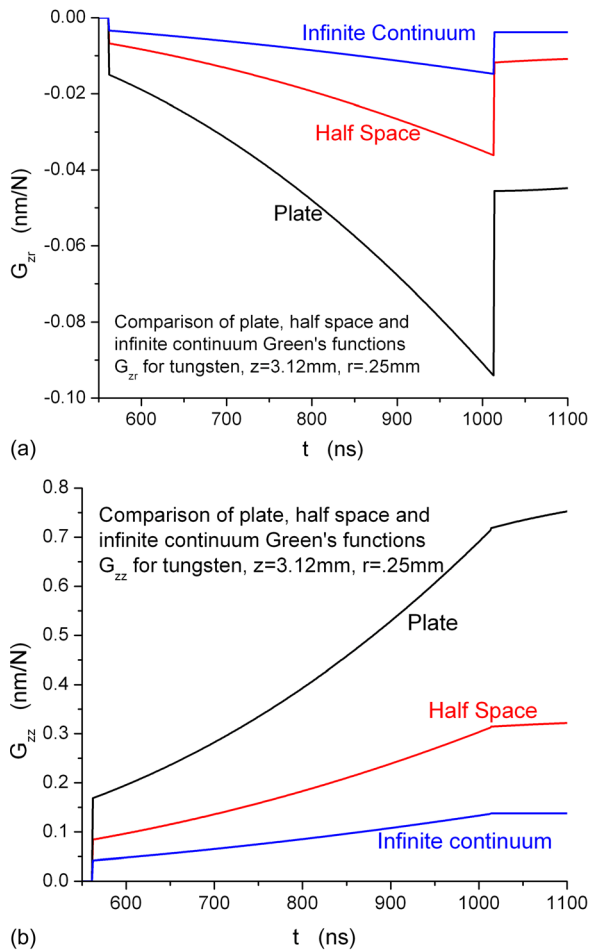 0.00
-0.02
-0.04
-0.06
-0.08
-0.10
G_zr (nm/N)
Infinite Continuum
Half Space
Plate
Comparison of plate, half space and
infinite continuum Green's functions
G_zr for tungsten, z=3.12mm, r=.25mm
600 700 800 900 1000 1100
(a)
t (ns)
0.8
0.7
0.6
0.5
0.4
0.3
0.2
0.1
0.0
G_zz (nm/N)
Comparison of plate, half space and
infinite continuum Green's functions
G_zz for tungsten, z=3.12mm, r=.25mm
Plate
Half Space
Infinite continuum
600 700 800 900 1000 1100
(b)
t (ns)